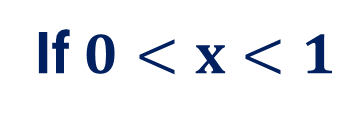 If 0 < x < 1